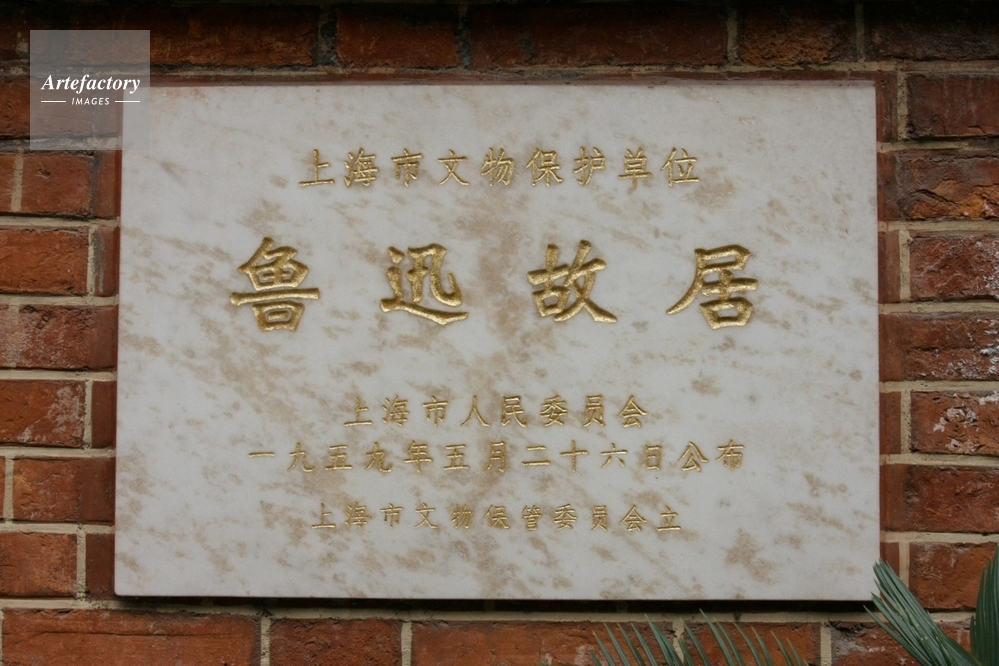 Artefactory
IMAGES
上海市文物保护单位
鲁迅故居
上海市人民委员会
一九五九年五月二十六日公布
上海市文物保管委员会立